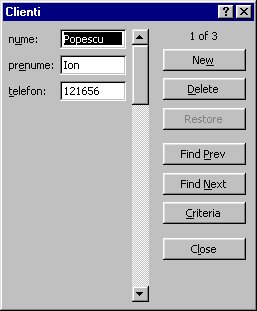 Clienti
nume: Popescu
prenume: Ion
telefon: 121656
1 of 3
New
Delete
Restore
Find Prev
Find Next
Criteria
Close